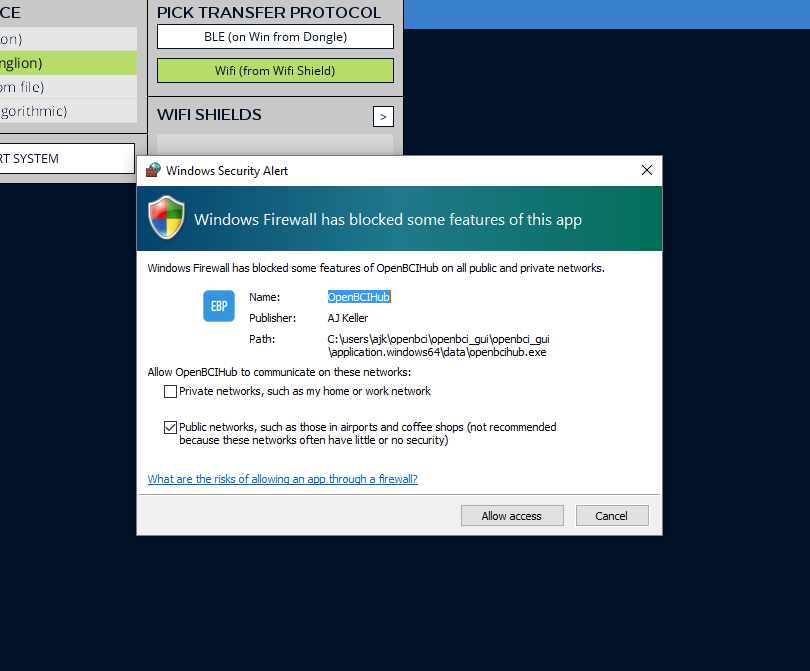 CE
PICK TRANSFER PROTOCOL
on)
BLE (on Win from Dongle)
nglion)
Wifi (from Wifi Shield)
om file)
gorithmic)
WIFI SHIELDS
>
RT SYSTEM
Windows Security Alert
Windows Firewall has blocked some features of this app
Windows Firewall has blocked some features of OpenBCIHub on all public and private networks.
EBP
Name: OpenBCIHub
Publisher: AJ Keller
Path: C:\users\ajk\openbci\openbci_gui\openbci_gui
\application.windows64\data\openbcihub.exe
Allow OpenBCIHub to communicate on these networks:
Private networks, such as my home or work network
Public networks, such as those in airports and coffee shops (not recommended
because these networks often have little or no security)
What are the risks of allowing an app through a firewall?
Allow access
Cancel